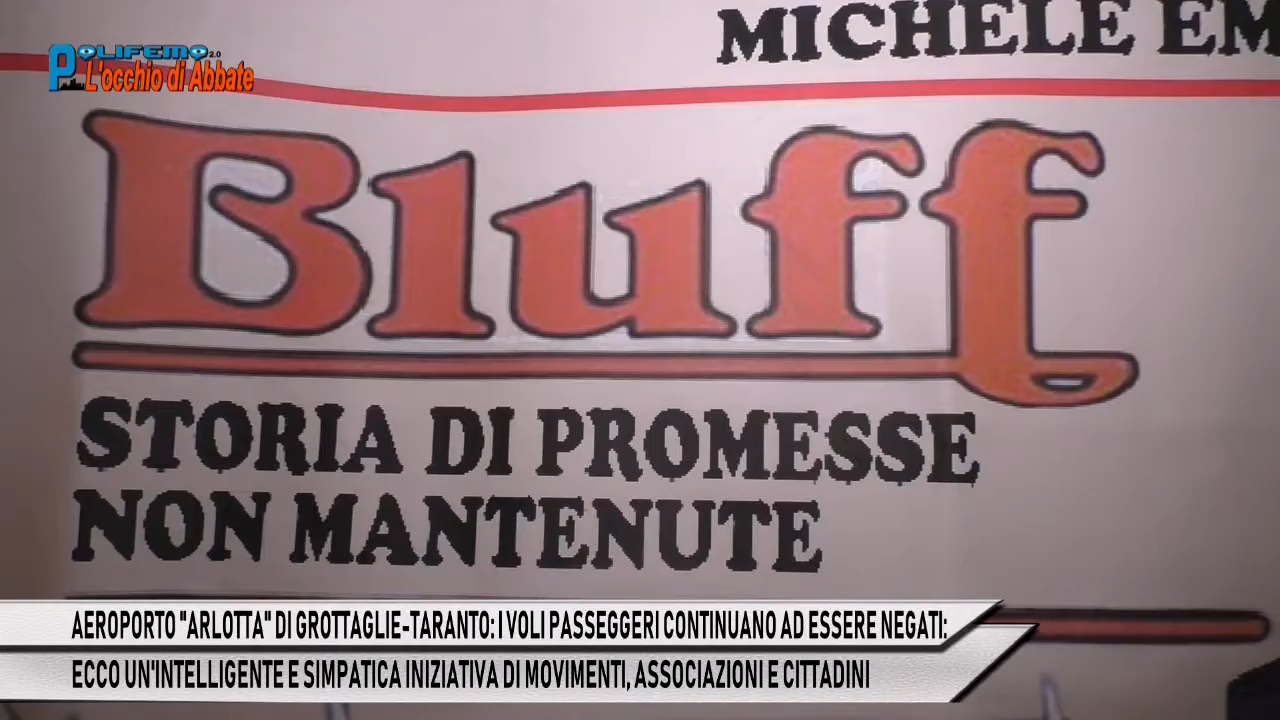 MICHELE EM
POLIFEMO 2.0
L'occhio di Abbate
Bluff
STORIA DI PROMESSE
NON MANTENUTE
AEROPORTO "ARLOTTA" DI GROTTAGLIE-TARANTO: I VOLI PASSEGGERI CONTINUANO AD ESSERE NEGATI:
ECCO UN'INTELLIGENTE E SIMPATICA INIZIATIVA DI MOVIMENTI, ASSOCIAZIONI E CITTADINI